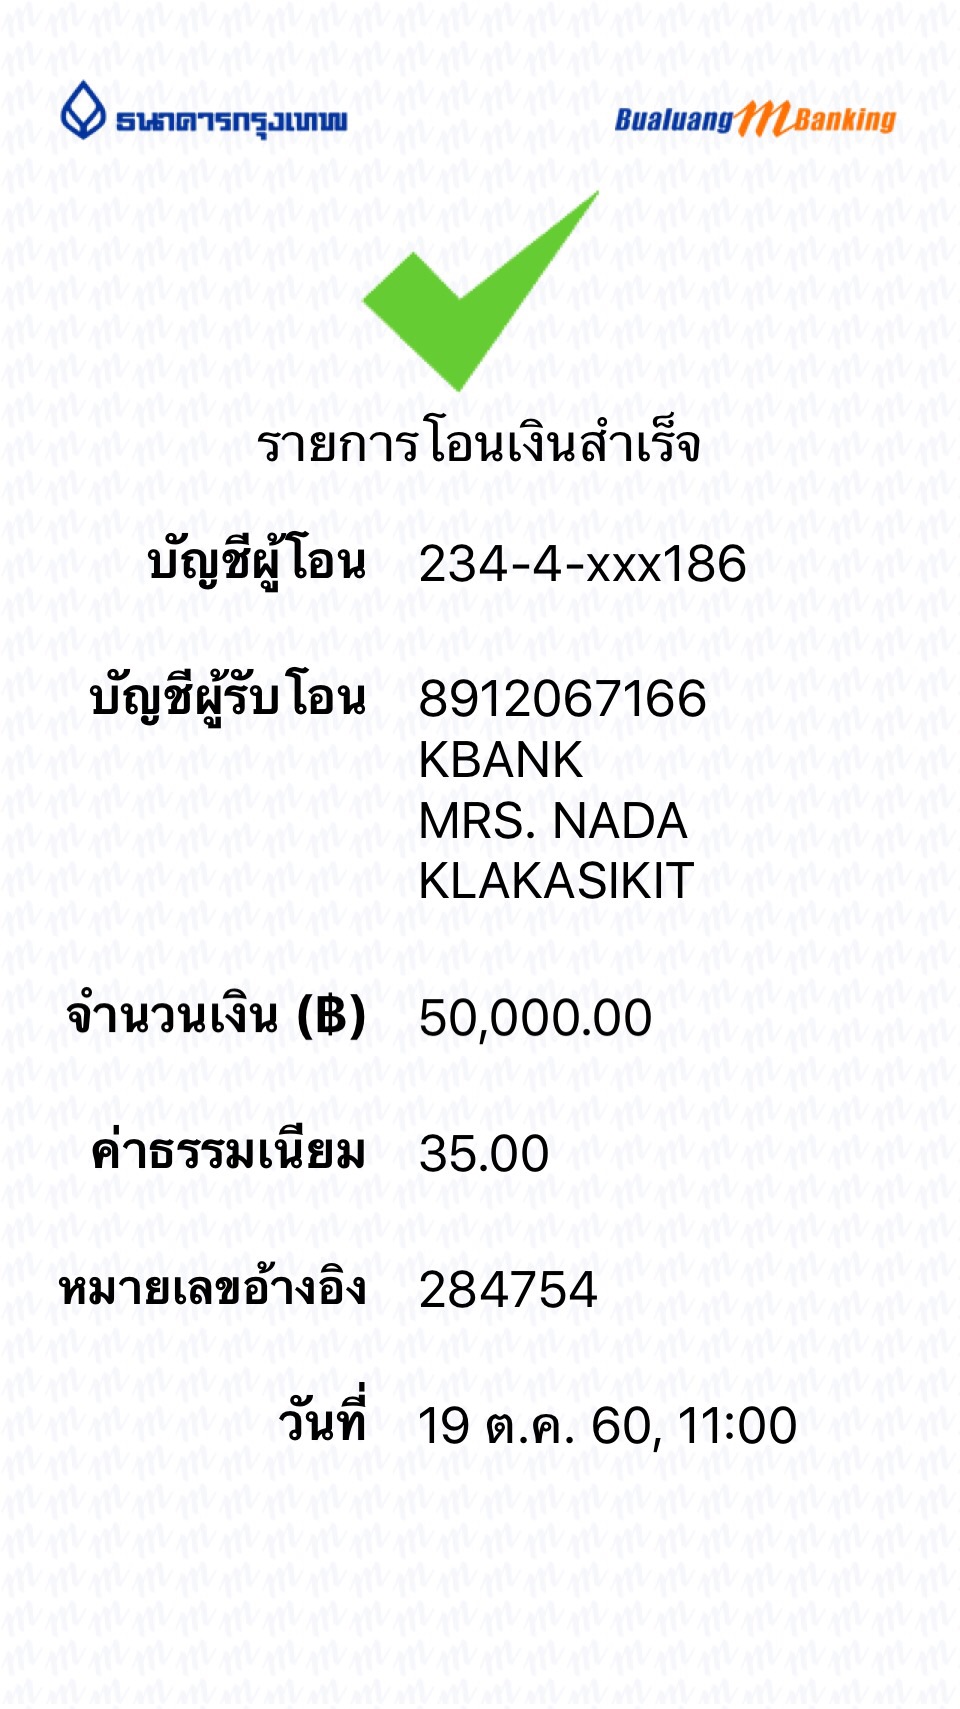 ธนาคารกรุงเทพ Bualuang mBanking
รายการโอนเงินสำเร็จ
บัญชีผู้โอน 234-4-xxx186
บัญชีผู้รับโอน 8912067166
KBANK
MRS. NADA
KLAKASIKIT
จำนวนเงิน (฿) 50,000.00
ค่าธรรมเนียม 35.00
หมายเลขอ้างอิง 284754
วันที่ 19 ต.ค. 60, 11:00